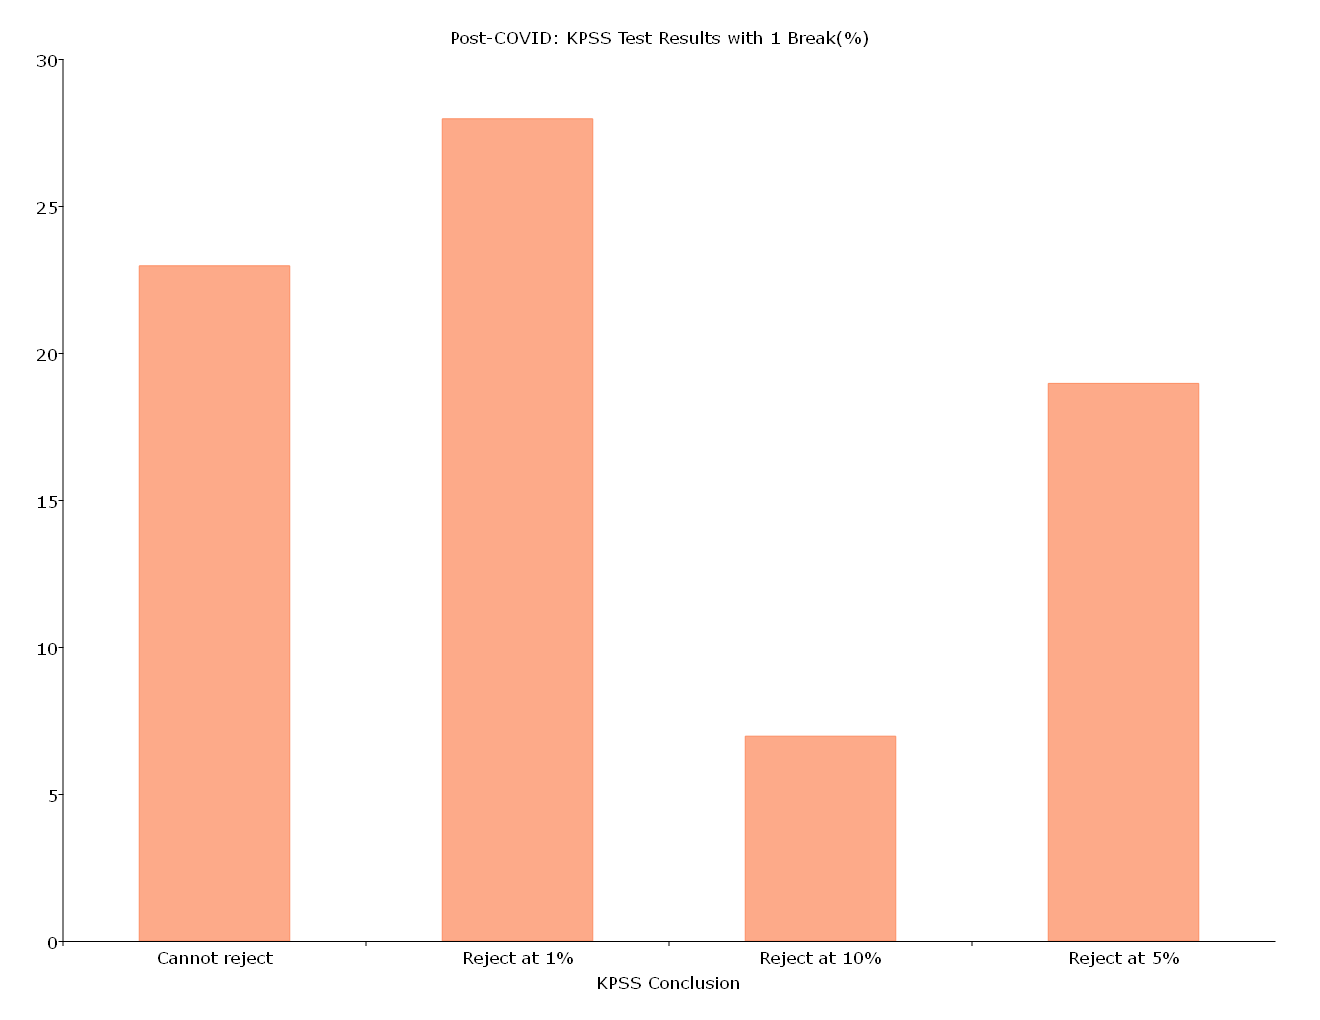 Post-COVID: KPSS Test Results with 1 Break(%)
30
25
20
15
10
5
0
Cannot reject Reject at 1% Reject at 10% Reject at 5%
KPSS Conclusion